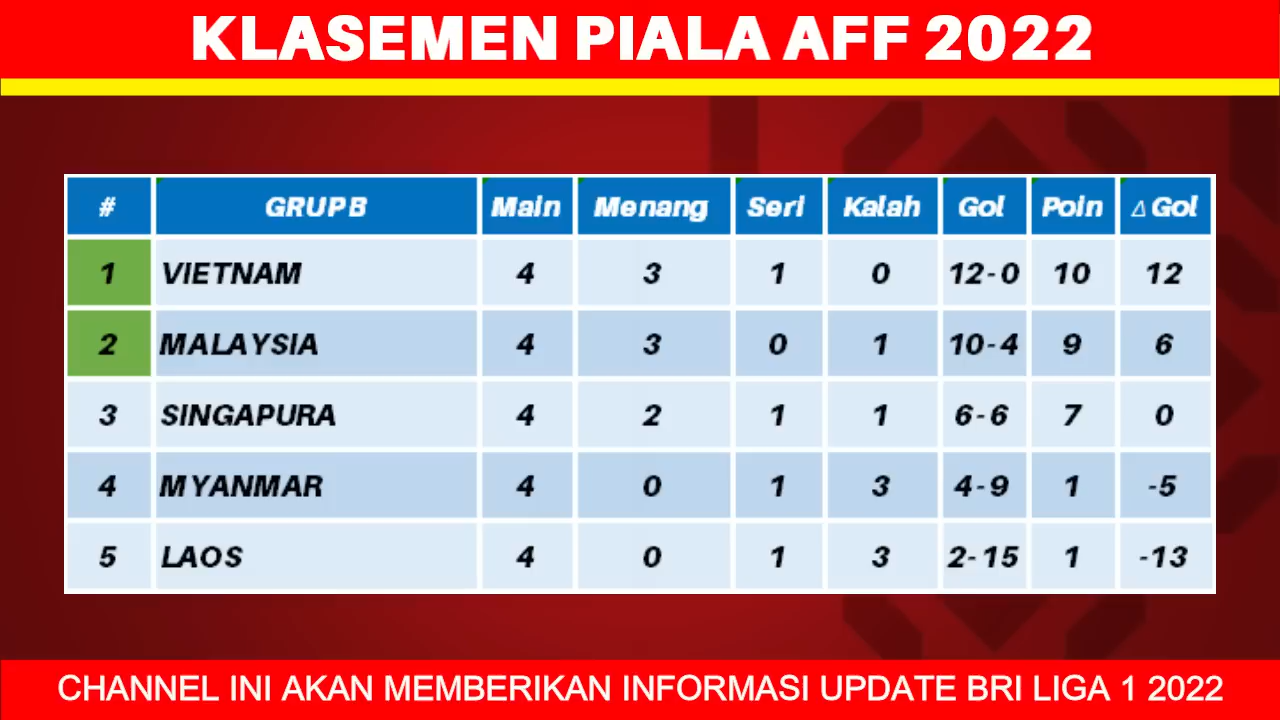 KLASEMEN PIALA AFF 2022
# GRUP B Main Menang Seri Kalah Gol Poin △ Gol
1 VIETNAM 4 3 1 0 12-0 10 12
2 MALAYSIA 4 3 0 1 10-4 9 6
3 SINGAPURA 4 2 1 1 6-6 7 0
4 MYANMAR 4 0 1 3 4-9 1 -5
5 LAOS 4 0 1 3 2-15 1 -13
CHANNEL INI AKAN MEMBERIKAN INFORMASI UPDATE BRI LIGA 1 2022